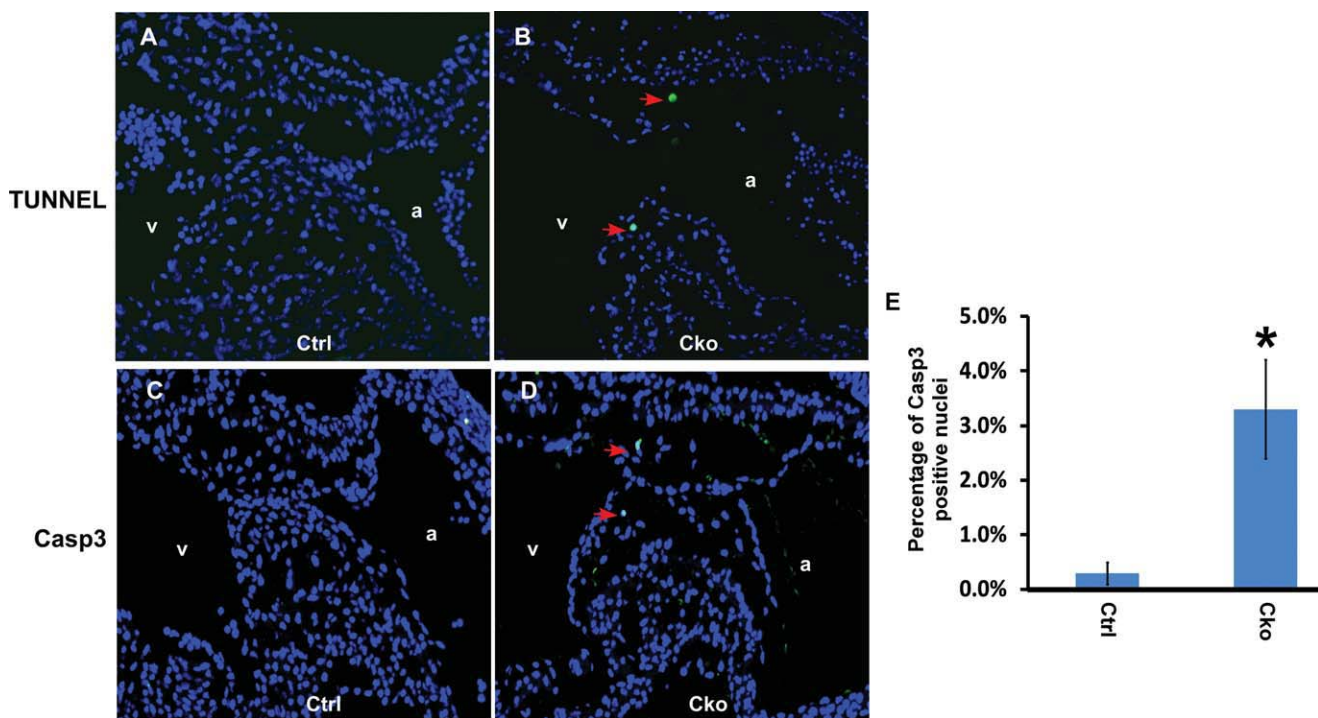 A
B
TUNNEL
v
a
v
a
Ctrl
Cko
C
D
Casp3
v
a
v
a
Ctrl
Cko
E
Percentage of Casp3
positive nuclei
5.0%
4.0%
3.0%
2.0%
1.0%
0.0%
*
Ctrl
Cko